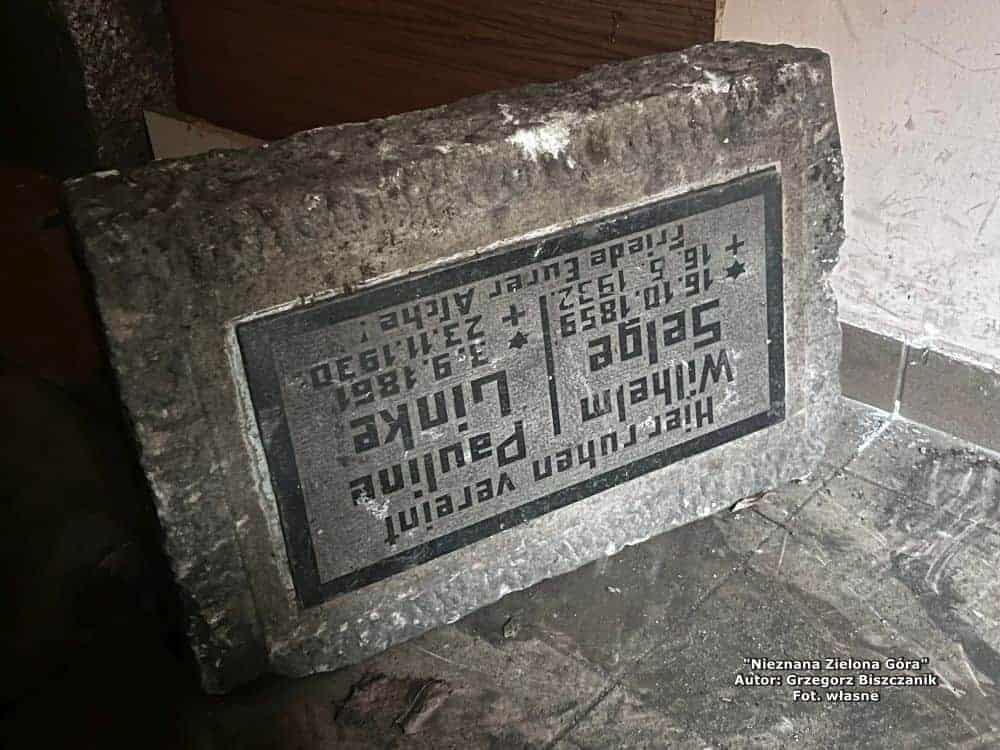 Hier ruhen vereint
Wilhelm
Selge
★ 16.10.1859
+ 16.5.1932.
Pauline
Linke
★ 3.9.1861
+ 23.11.1930.
Friede Eurer Aſche!
"Nieznana Zielona Góra"
Autor: Grzegorz Biszczanik
Fot. własne